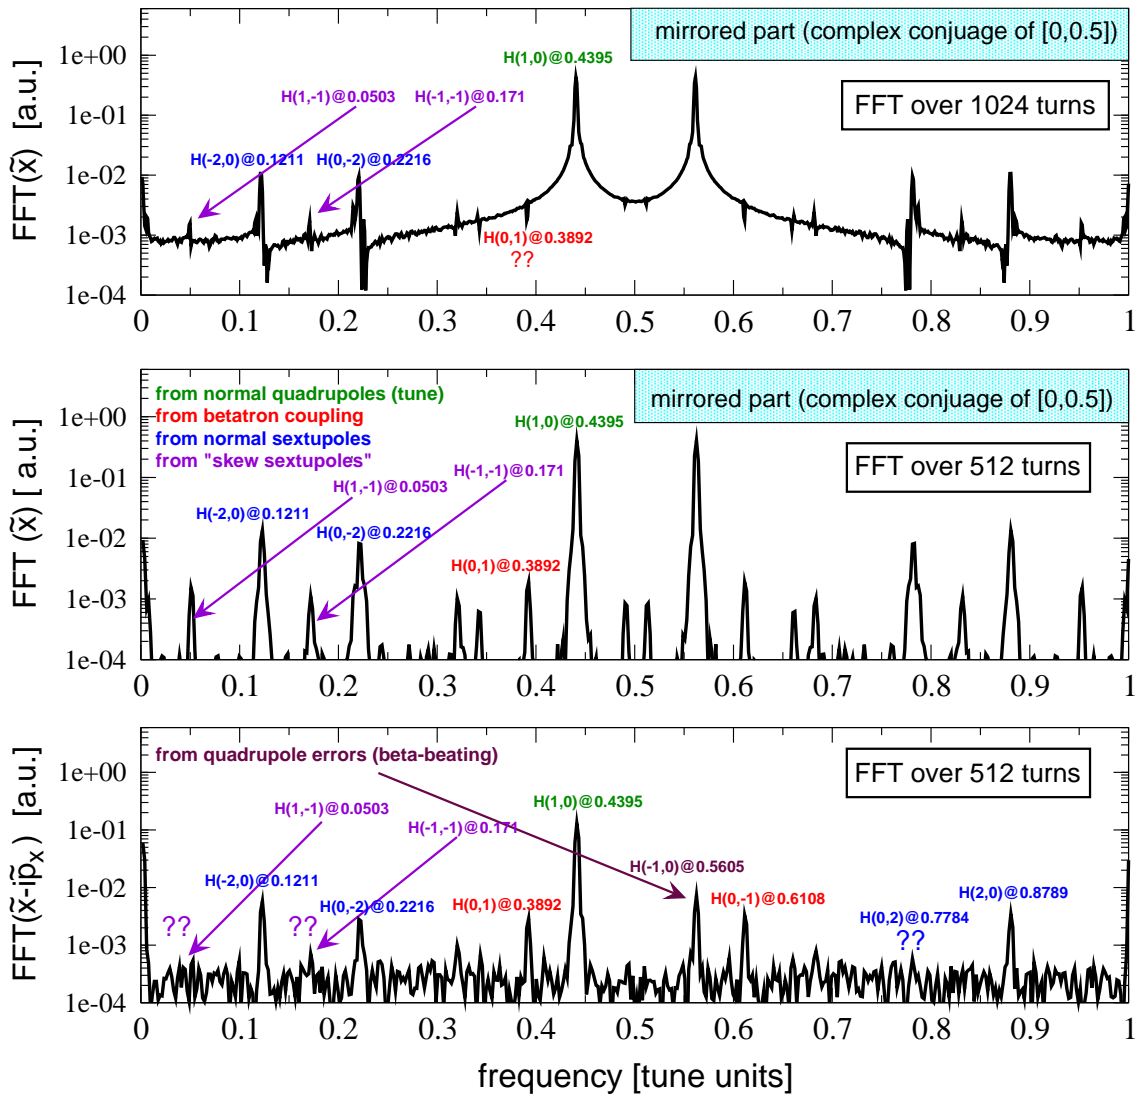 mirrored part (complex conjuage of [0,0.5])
H(1,0)@0.4395
FFT over 1024 turns
H(1,-1)@0.0503
H(-1,-1)@0.171
H(-2,0)@0.1211
H(0,-2)@0.2216
H(0,1)@0.3892
??
FFT(x̃) [a.u.]
1e+00
1e-01
1e-02
1e-03
1e-04
0 0.1 0.2 0.3 0.4 0.5 0.6 0.7 0.8 0.9 1
from normal quadrupoles (tune)
from betatron coupling
from normal sextupoles
from "skew sextupoles"
mirrored part (complex conjuage of [0,0.5])
H(1,0)@0.4395
FFT over 512 turns
H(-1,-1)@0.171
H(1,-1)@0.0503
H(-2,0)@0.1211
H(0,-2)@0.2216
H(0,1)@0.3892
FFT (x̃) [ a.u.]
1e+00
1e-01
1e-02
1e-03
1e-04
0 0.1 0.2 0.3 0.4 0.5 0.6 0.7 0.8 0.9 1
from quadrupole errors (beta-beating)
FFT over 512 turns
H(1,0)@0.4395
H(1,-1)@0.0503
H(-1,-1)@0.171
H(-1,0)@0.5605
H(-2,0)@0.1211
H(0,-2)@0.2216
H(0,1)@0.3892
H(0,-1)@0.6108
H(2,0)@0.8789
H(0,2)@0.7784
??
??
??
FFT(x̃-ip̃x) [a.u.]
1e+00
1e-01
1e-02
1e-03
1e-04
0 0.1 0.2 0.3 0.4 0.5 0.6 0.7 0.8 0.9 1
frequency [tune units]